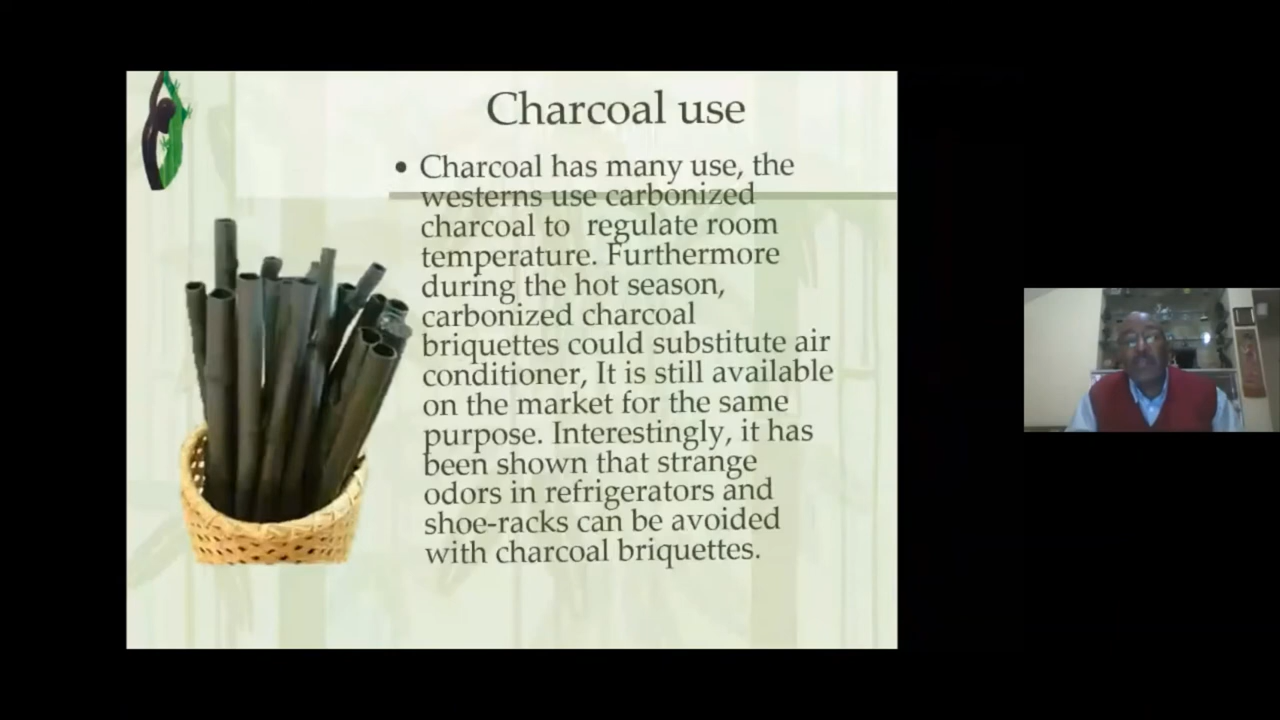 Charcoal use
• Charcoal has many use, the
westerns use carbonized
charcoal to  regulate room
temperature. Furthermore
during the hot season,
carbonized charcoal
briquettes could substitute air
conditioner, It is still available
on the market for the same
purpose. Interestingly, it has
been shown that strange
odors in refrigerators and
shoe-racks can be avoided
with charcoal briquettes.